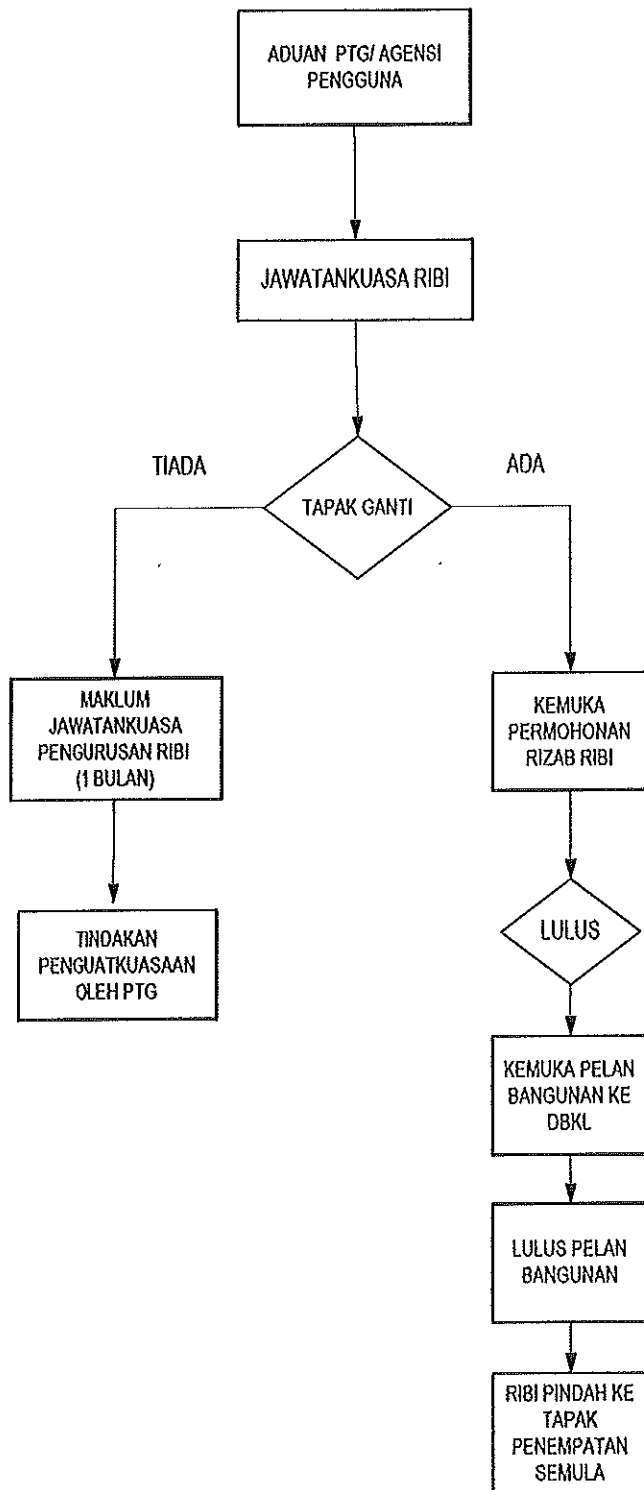 ADUAN PTG/ AGENSI
PENGGUNA
JAWATANKUASA RIBI
TIADA
ADA
TAPAK GANTI
MAKLUM
JAWATANKUASA
PENGURUSAN RIBI
(1 BULAN)
KEMUKA
PERMOHONAN
RIZAB RIBI
TINDAKAN
PENGUATKUASAAN
OLEH PTG
LULUS
KEMUKA PELAN
BANGUNAN KE
DBKL
LULUS PELAN
BANGUNAN
RIBI PINDAH KE
TAPAK
PENEMPATAN
SEMULA